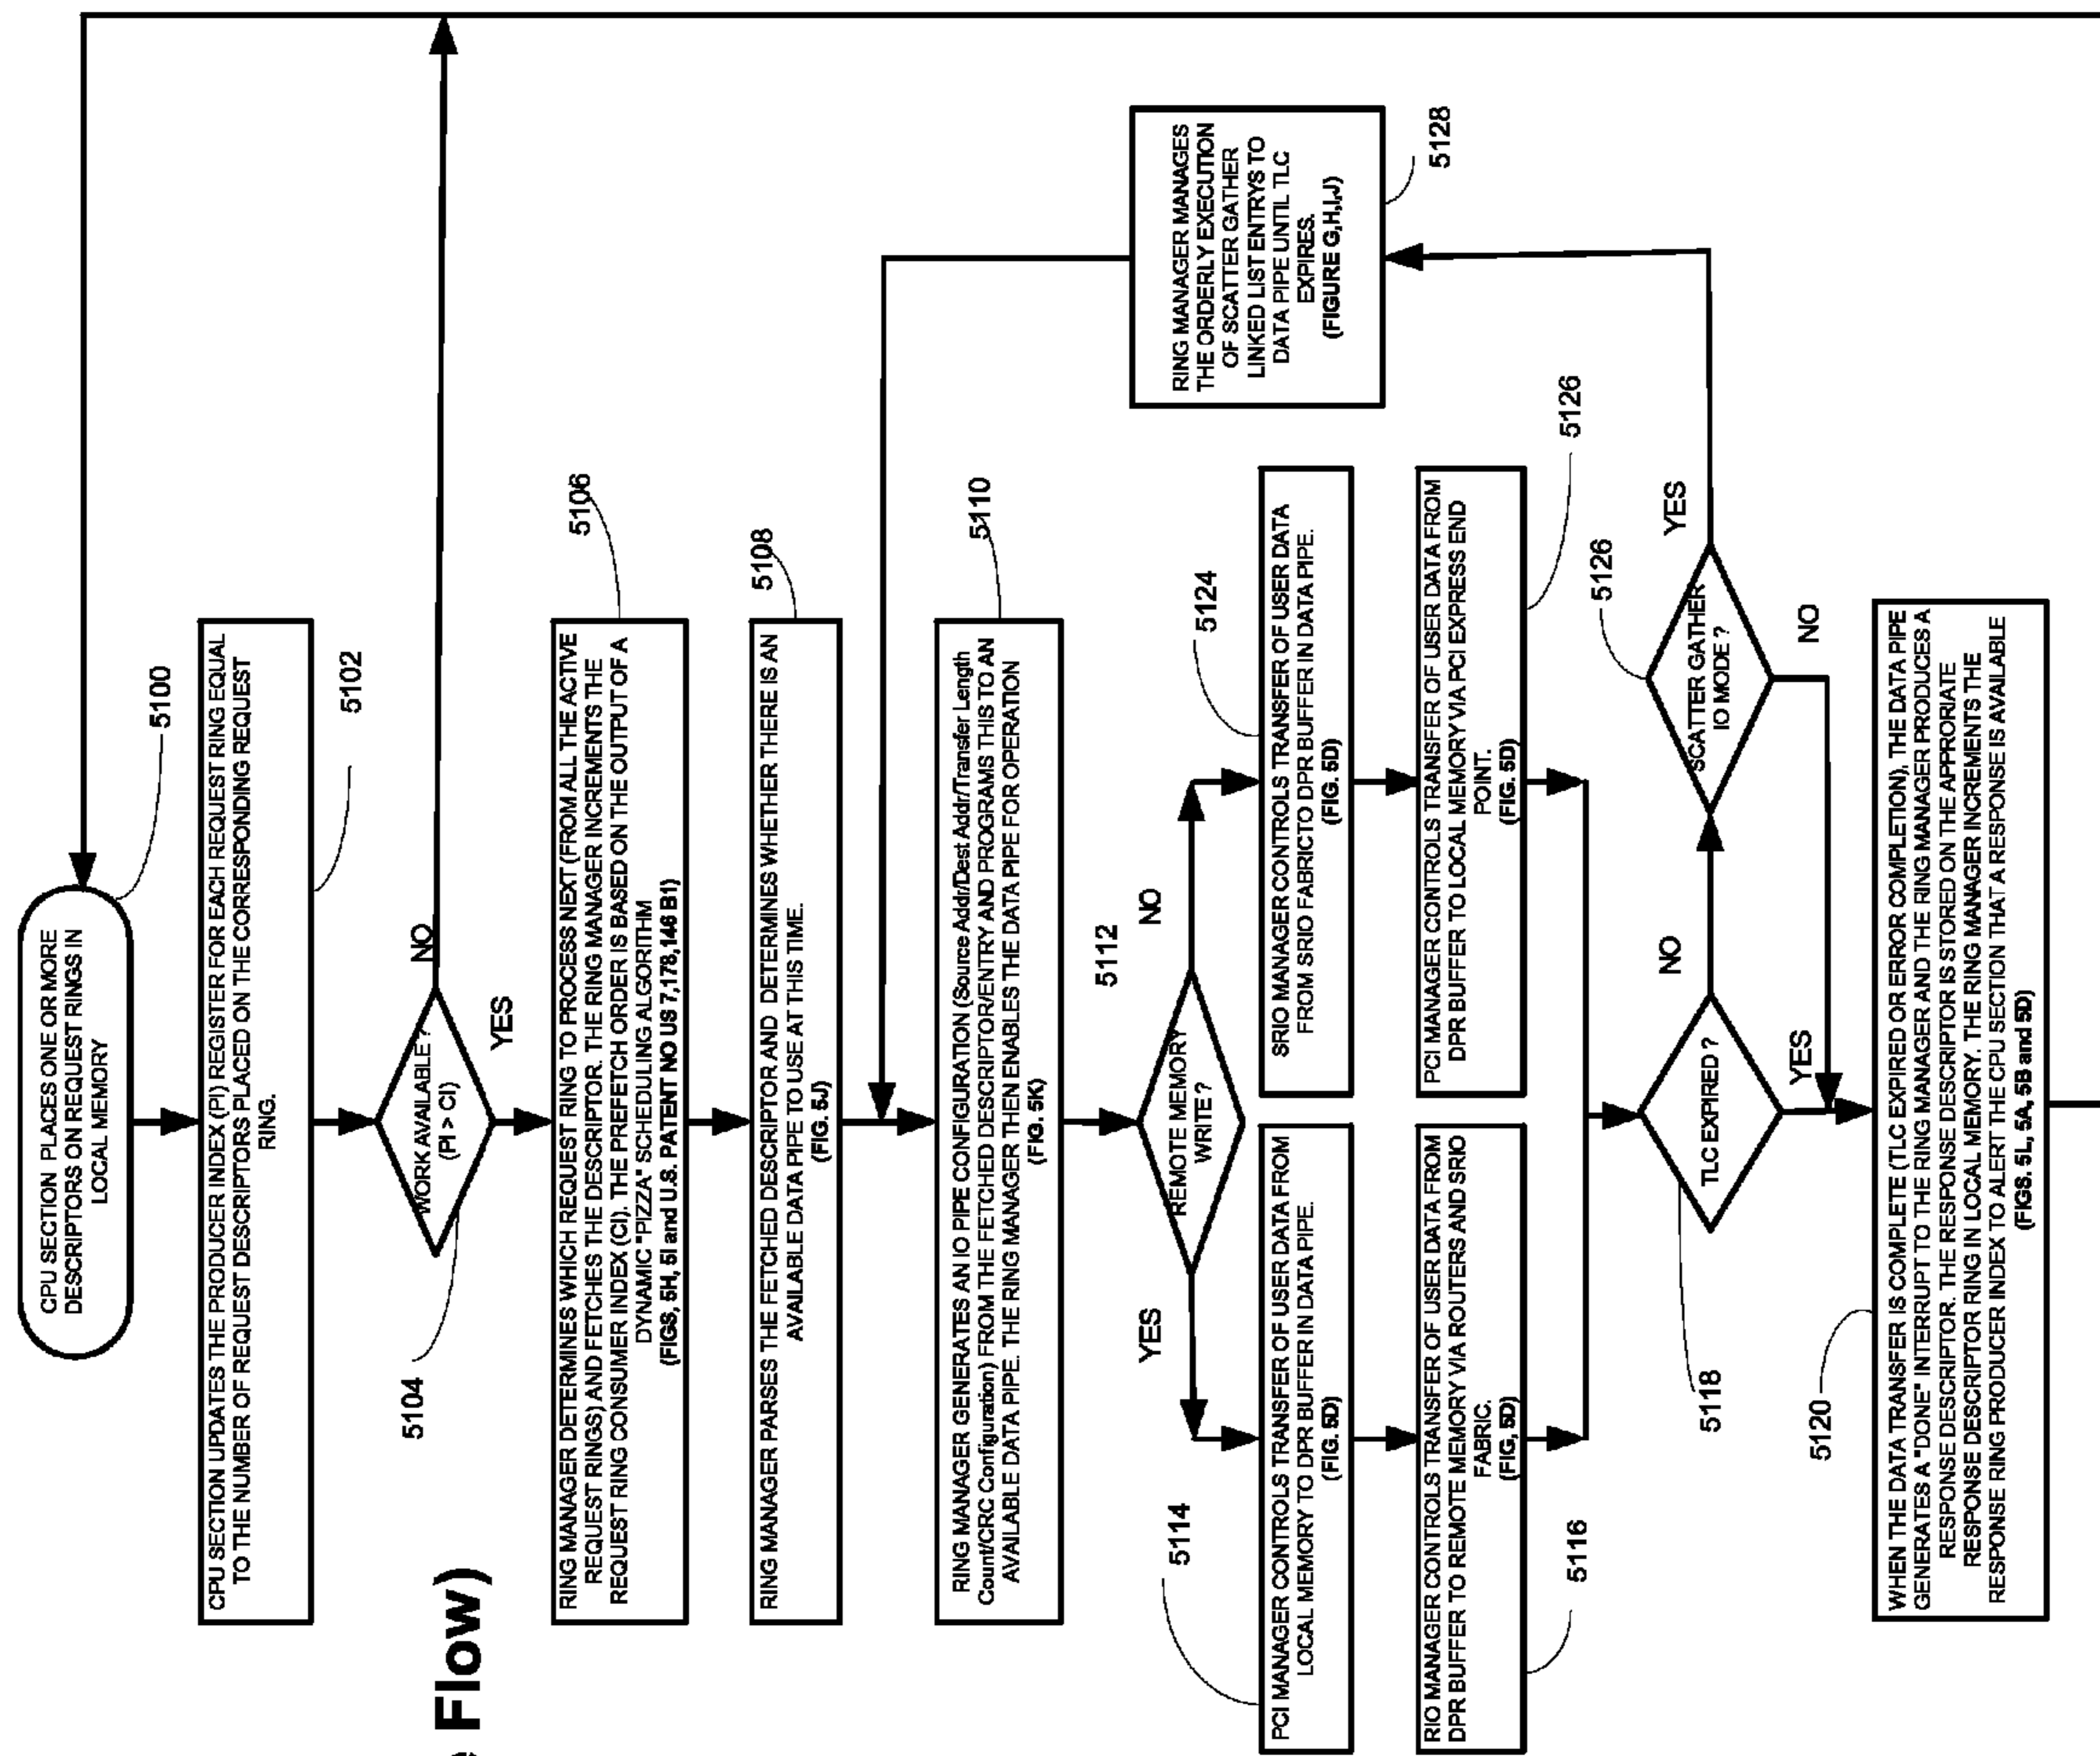 Flow)
CPU SECTION PLACES ONE OR MORE
DESCRIPTORS ON REQUEST RINGS IN
LOCAL MEMORY
5100
CPU SECTION UPDATES THE PRODUCER INDEX (PI) REGISTER FOR EACH REQUEST RING EQUAL
TO THE NUMBER OF REQUEST DESCRIPTORS PLACED ON THE CORRESPONDING REQUEST
RING.
5102
WORK AVAILABLE ?
(PI > CI)
5104
NO
YES
RING MANAGER DETERMINES WHICH REQUEST RING TO PROCESS NEXT (FROM ALL THE ACTIVE
REQUEST RINGS) AND FETCHES THE DESCRIPTOR. THE RING MANAGER INCREMENTS THE
REQUEST RING CONSUMER INDEX (CI). THE PREFETCH ORDER IS BASED ON THE OUTPUT OF A
DYNAMIC "PIZZA" SCHEDULING ALGORITHM
(FIGS, 5H, 5I and U.S. PATENT NO US 7,178,146 B1)
5106
RING MANAGER PARSES THE FETCHED DESCRIPTOR AND DETERMINES WHETHER THERE IS AN
AVAILABLE DATA PIPE TO USE AT THIS TIME.
(FIG. 5J)
5108
RING MANAGER GENERATES AN IO PIPE CONFIGURATION (Source Addr/Dest Addr/Transfer Length
Count/CRC Configuration) FROM THE FETCHED DESCRIPTOR/ENTRY AND PROGRAMS THIS TO AN
AVAILABLE DATA PIPE. THE RING MANAGER THEN ENABLES THE DATA PIPE FOR OPERATION
(FIG. 5K)
5110
REMOTE MEMORY
WRITE ?
5112
YES
NO
PCI MANAGER CONTROLS TRANSFER OF USER DATA FROM
LOCAL MEMORY TO DPR BUFFER IN DATA PIPE.
(FIG. 5D)
5114
SRIO MANAGER CONTROLS TRANSFER OF USER DATA
FROM SRIO FABRICTO DPR BUFFER IN DATA PIPE.
(FIG. 5D)
5124
RIO MANAGER CONTROLS TRANSFER OF USER DATA FROM
DPR BUFFER TO REMOTE MEMORY VIA ROUTERS AND SRIO
FABRIC.
(FIG, 5D)
5116
PCI MANAGER CONTROLS TRANSFER OF USER DATA FROM
DPR BUFFER TO LOCAL MEMORY VIA PCI EXPRESS END
POINT.
(FIG. 5D)
5126
TLC EXPIRED ?
5118
NO
YES
SCATTER GATHER
IO MODE ?
5126
YES
NO
RING MANAGER MANAGES
THE ORDERLY EXECUTION
OF SCATTER GATHER
LINKED LIST ENTRYS TO
DATA PIPE UNTIL TLC
EXPIRES.
(FIGURE G,H,I,J)
5128
WHEN THE DATA TRANSFER IS COMPLETE (TLC EXPIRED OR ERROR COMPLETION), THE DATA PIPE
GENERATES A "DONE" INTERRUPT TO THE RING MANAGER AND THE RING MANAGER PRODUCES A
RESPONSE DESCRIPTOR. THE RESPONSE DESCRIPTOR IS STORED ON THE APPRORIATE
RESPONSE DESCRIPTOR RING IN LOCAL MEMORY. THE RING MANAGER INCREMENTS THE
RESPONSE RING PRODUCER INDEX TO ALERT THE CPU SECTION THAT A RESPONSE IS AVAILABLE
(FIGS. 5L, 5A, 5B and 5D)
5120